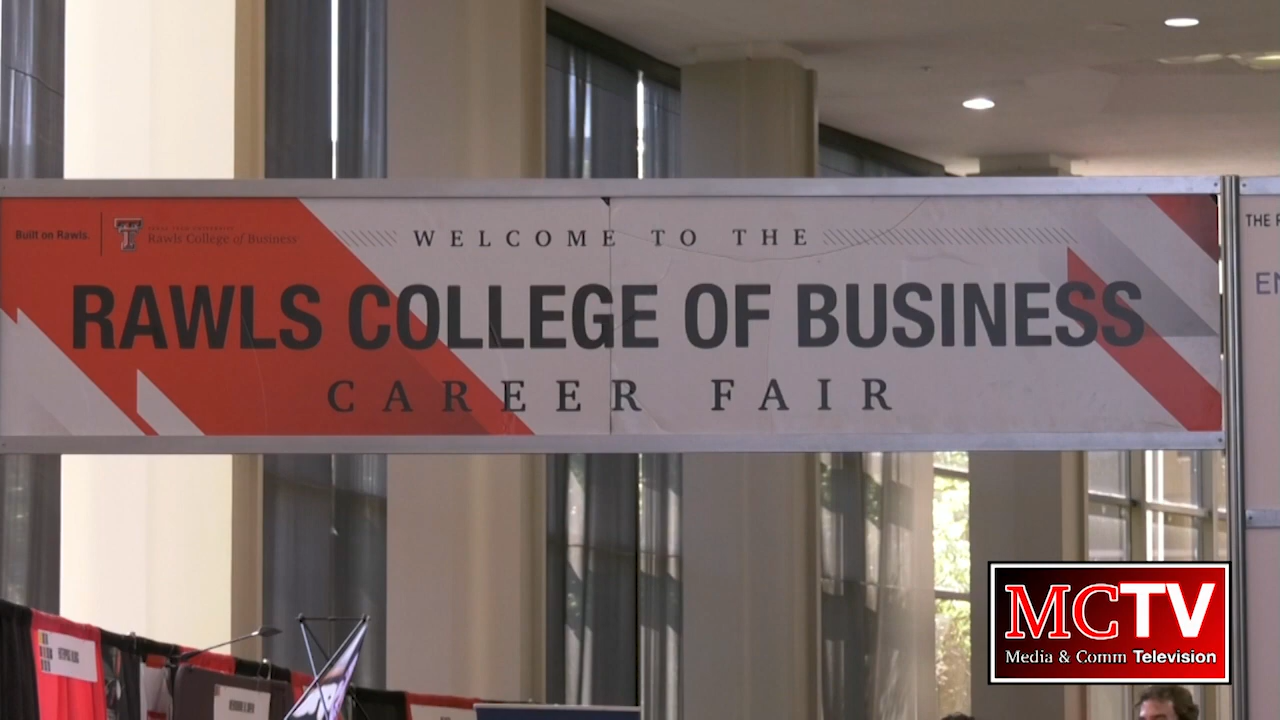 Built on Rawls.
Rawls College of Business
WELCOME TO THE
RAWLS COLLEGE OF BUSINESS
CAREER FAIR
MCTV
Media & Comm Television